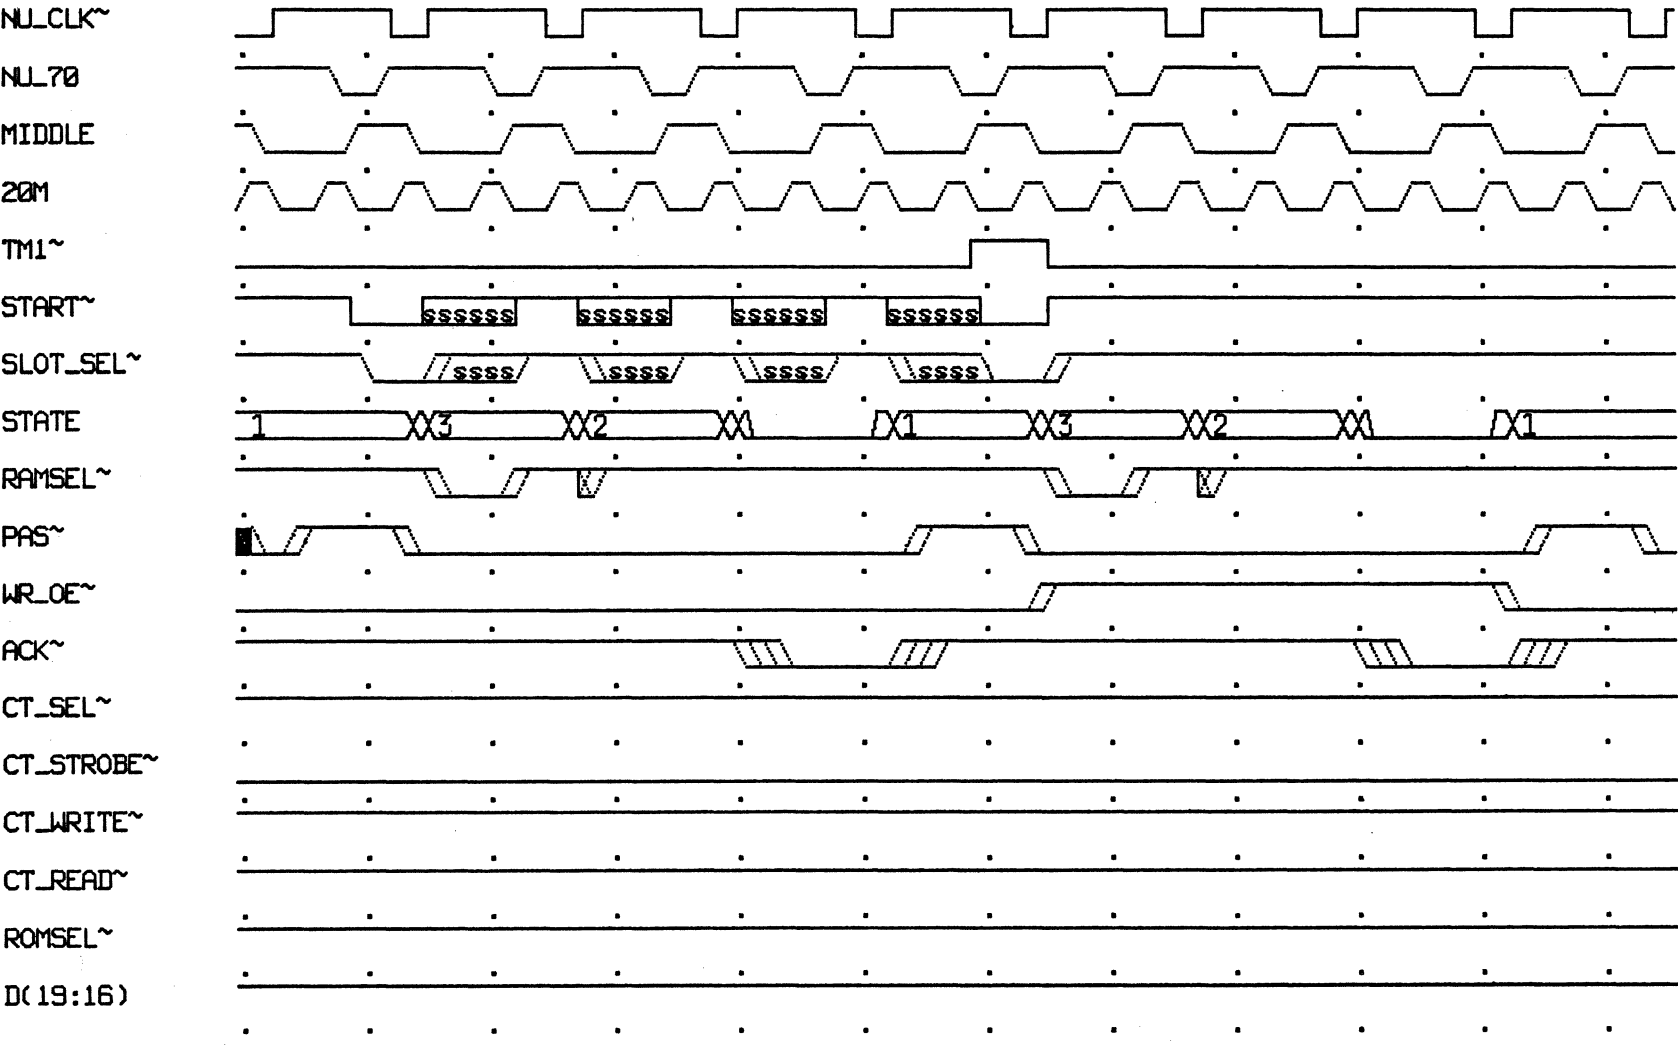 NU_CLK~
NU_70
MIDDLE
20M
TM1~
START~ SSSSSS SSSSSS SSSSSS SSSSSS
SLOT_SEL~ SSSS SSSS SSSS SSSS
STATE 1 3 2 1 3 2 1
RAMSEL~
PAS~
WR_OE~
ACK~
CT_SEL~
CT_STROBE~
CT_WRITE~
CT_READ~
ROMSEL~
D(19:16)